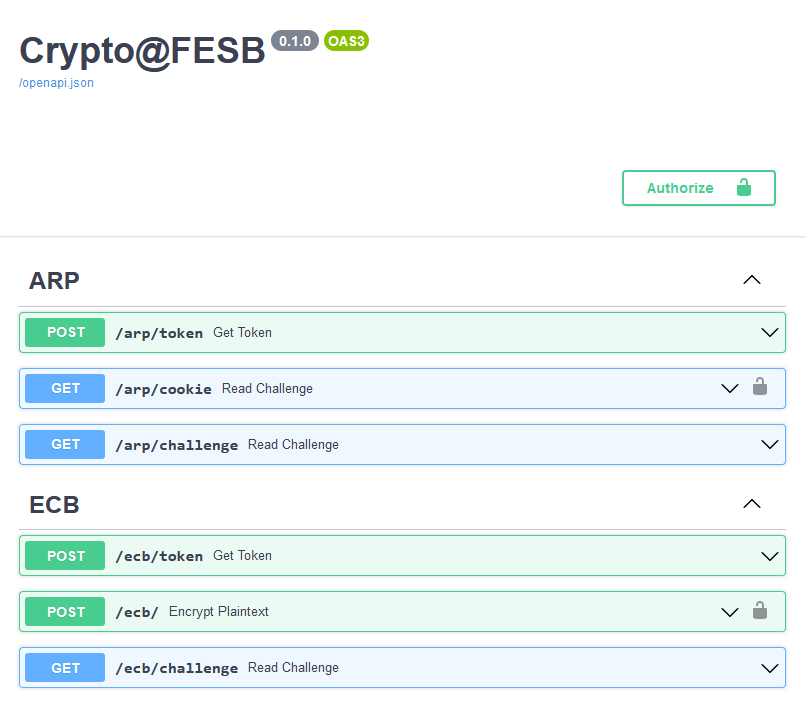 Crypto@FESB 0.1.0 OAS3
/openapi.json
Authorize
ARP
POST /arp/token Get Token
GET /arp/cookie Read Challenge
GET /arp/challenge Read Challenge
ECB
POST /ecb/token Get Token
POST /ecb/ Encrypt Plaintext
GET /ecb/challenge Read Challenge